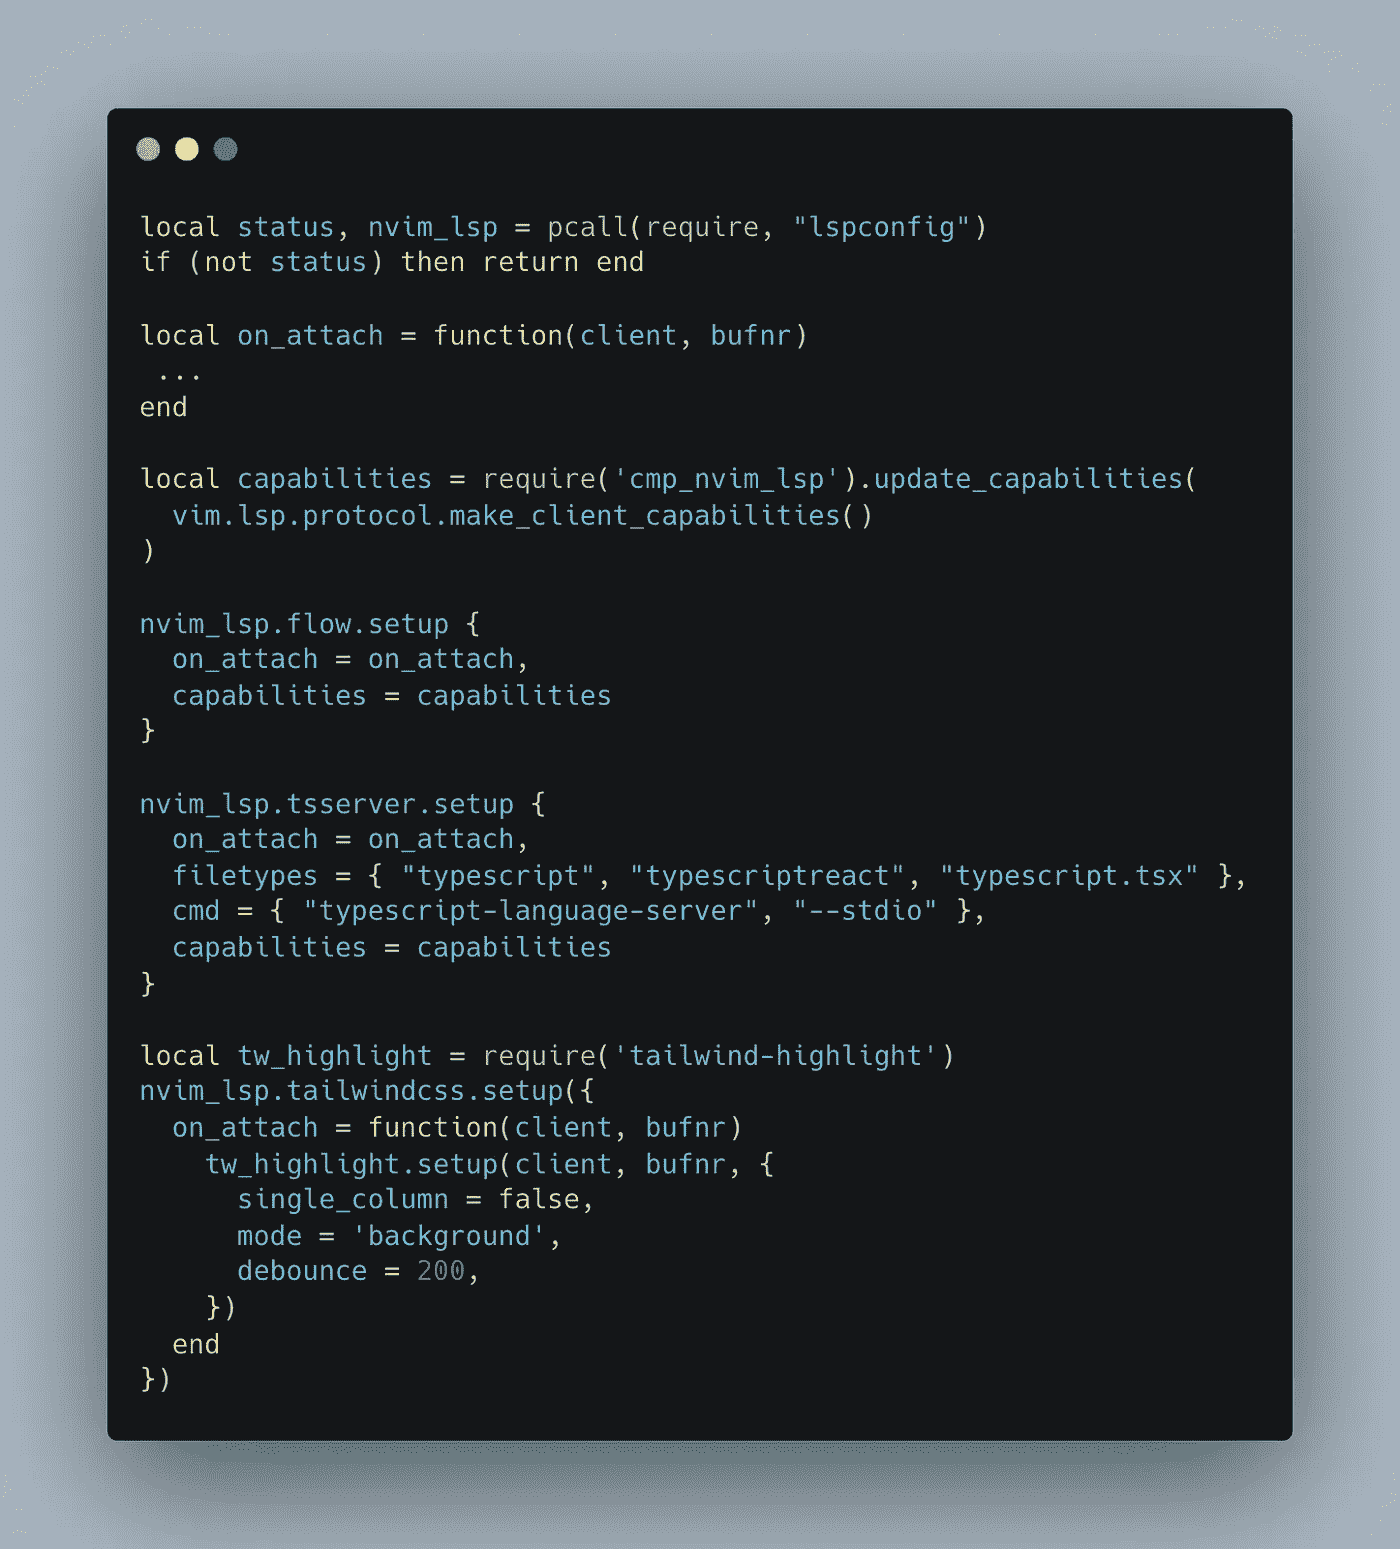 local status, nvim_lsp = pcall(require, "lspconfig")
if (not status) then return end

local on_attach = function(client, bufnr)
 ...
end

local capabilities = require('cmp_nvim_lsp').update_capabilities(
  vim.lsp.protocol.make_client_capabilities()
)

nvim_lsp.flow.setup {
  on_attach = on_attach,
  capabilities = capabilities
}

nvim_lsp.tsserver.setup {
  on_attach = on_attach,
  filetypes = { "typescript", "typescriptreact", "typescript.tsx" },
  cmd = { "typescript-language-server", "--stdio" },
  capabilities = capabilities
}

local tw_highlight = require('tailwind-highlight')
nvim_lsp.tailwindcss.setup({
  on_attach = function(client, bufnr)
    tw_highlight.setup(client, bufnr, {
      single_column = false,
      mode = 'background',
      debounce = 200,
    })
  end
})